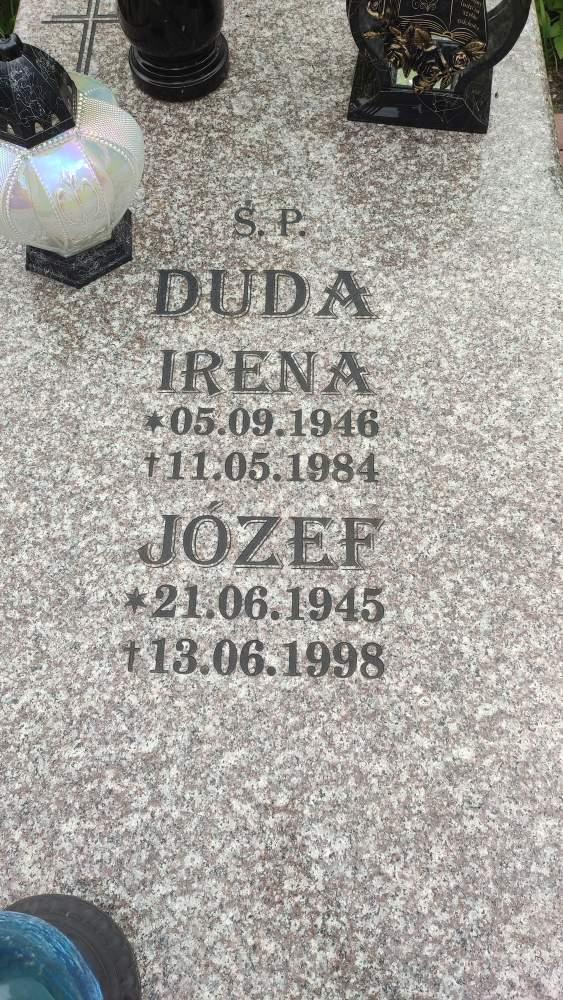 Ś. P.
DUDA
IRENA
*05.09.1946
†11.05.1984
JÓZEF
*21.06.1945
†13.06.1998